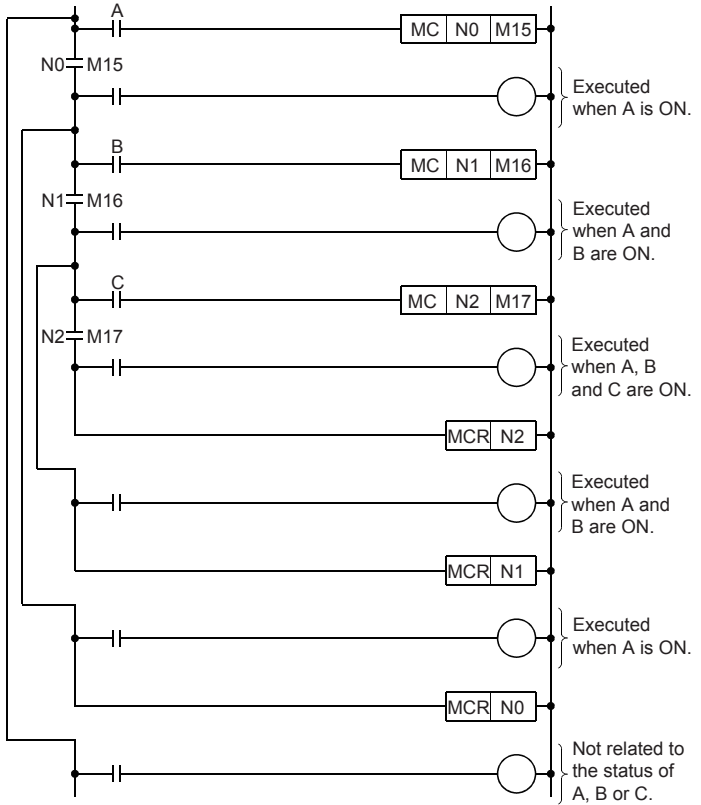 A
MC N0 M15
N0 M15
Executed
when A is ON.
B
MC N1 M16
N1 M16
Executed
when A and
B are ON.
C
MC N2 M17
N2 M17
Executed
when A, B
and C are ON.
MCR N2
Executed
when A and
B are ON.
MCR N1
Executed
when A is ON.
MCR N0
Not related to
the status of
A, B or C.